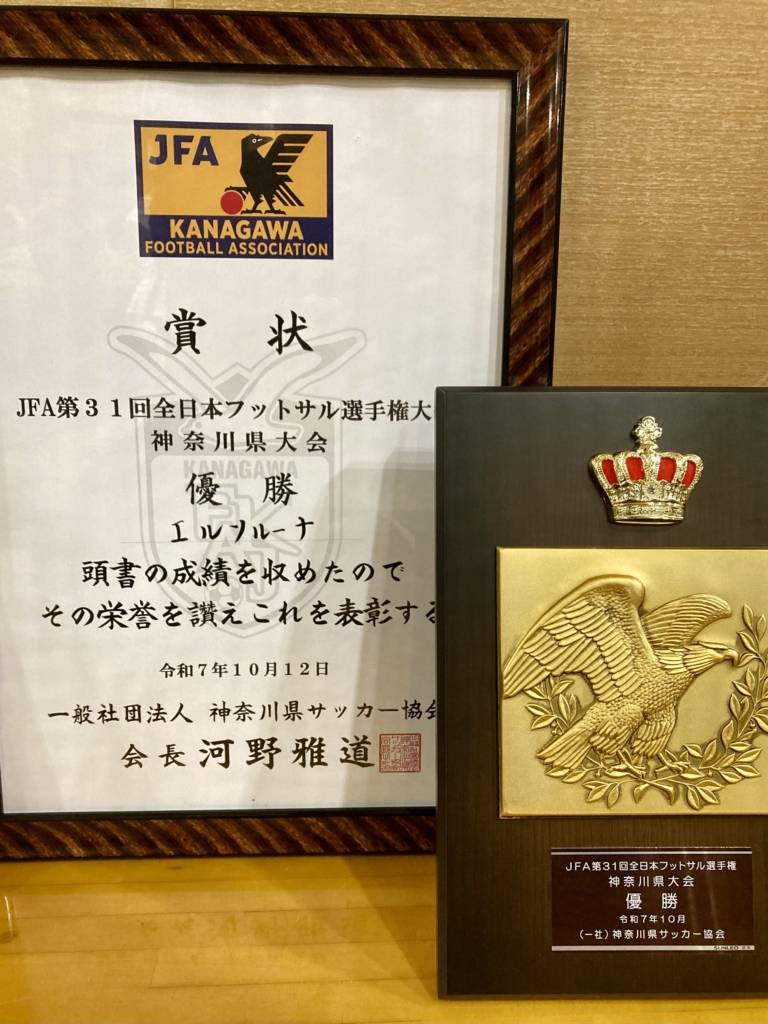 JFA
KANAGAWA
FOOTBALL ASSOCIATION
賞 状
JFA第31回全日本フットサル選手権大
神奈川県大会
KANAGAWA
優 勝
エルソルーナ
頭書の成績を収めたので
その栄誉を讃えこれを表彰する
令和7年10月12日
一般社団法人 神奈川県サッカー協会
会長 河野雅道
JFA第31回全日本フットサル選手権
神奈川県大会
優 勝
令和7年10月
(一社)神奈川県サッカー協会
SUNLEO